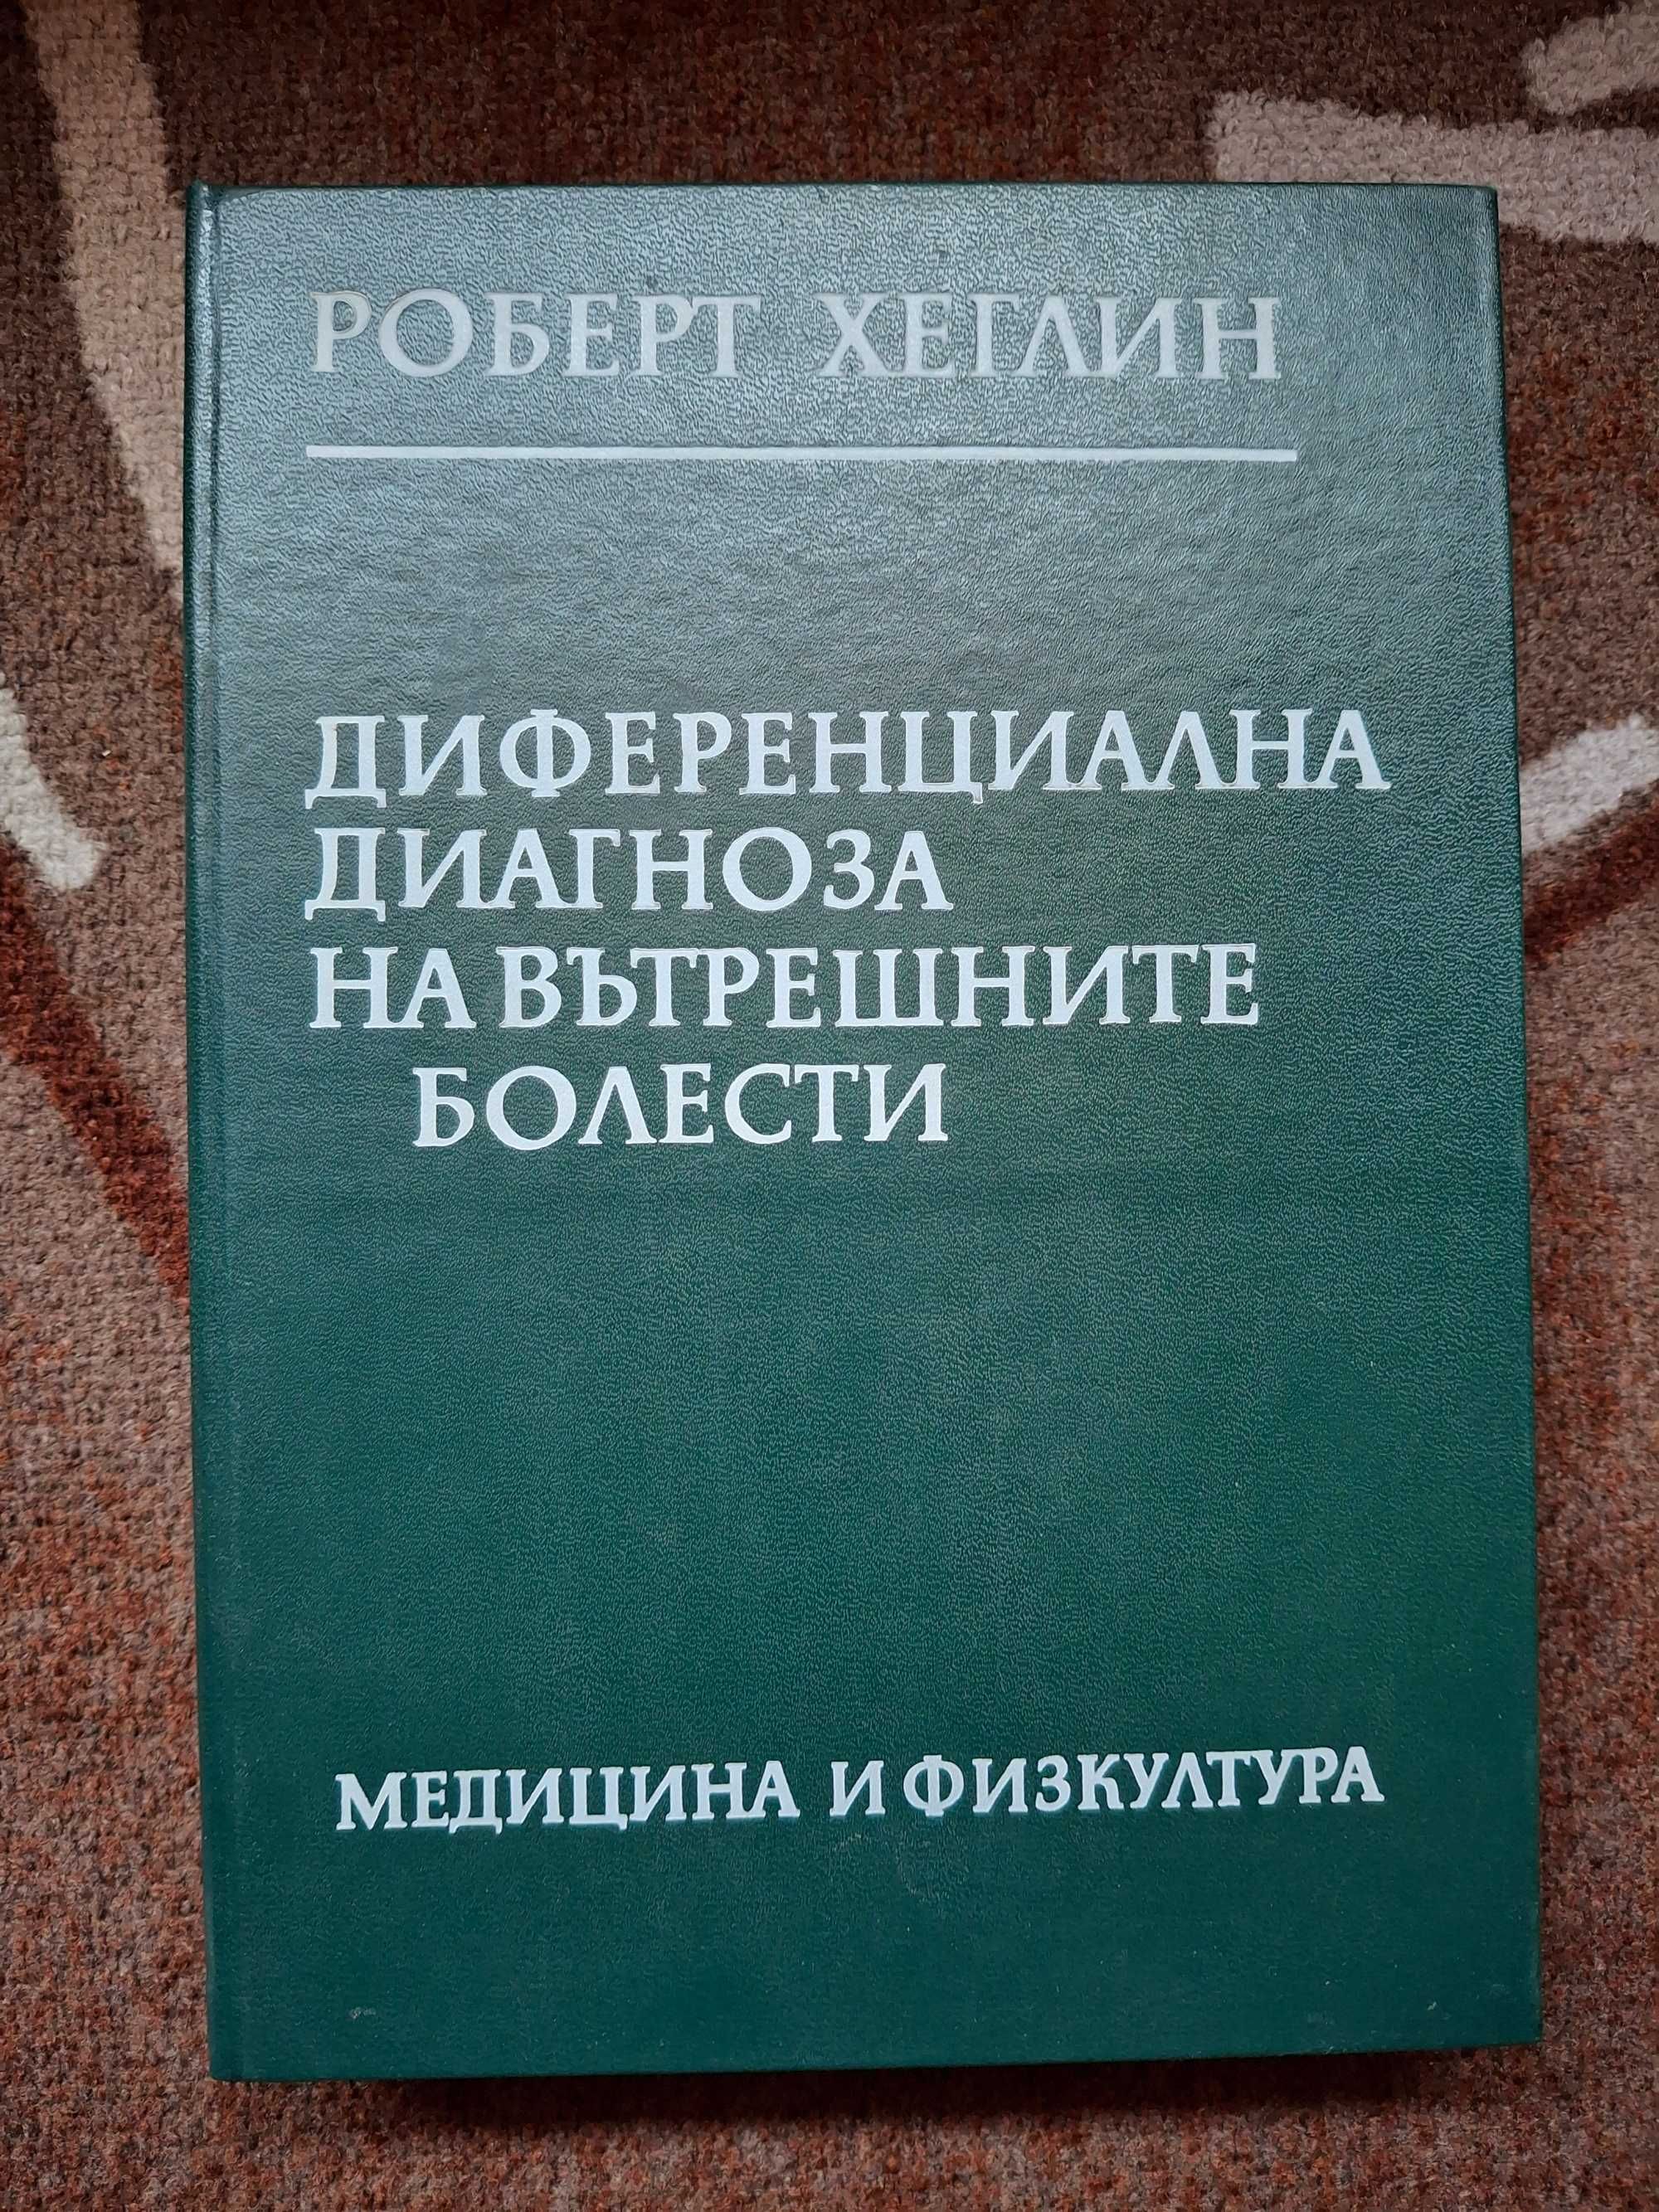 РОБЕРТ ХЕГЛИН
ДИФЕРЕНЦИАЛНА
ДИАГНОЗА
НА ВЪТРЕШНИТЕ
БОЛЕСТИ
МЕДИЦИНА И ФИЗКУЛТУРА